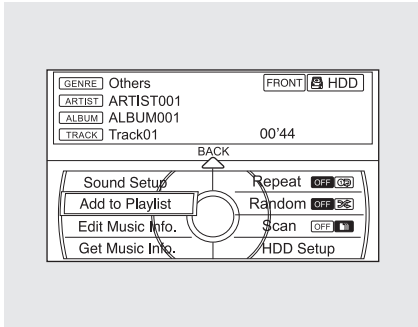 GENRE Others FRONT HDD
ARTIST ARTIST001
ALBUM ALBUM001
TRACK Track01 00'44
BACK
Sound Setup Repeat OFF
Add to Playlist Random OFF
Edit Music Info. Scan OFF
Get Music Info. HDD Setup